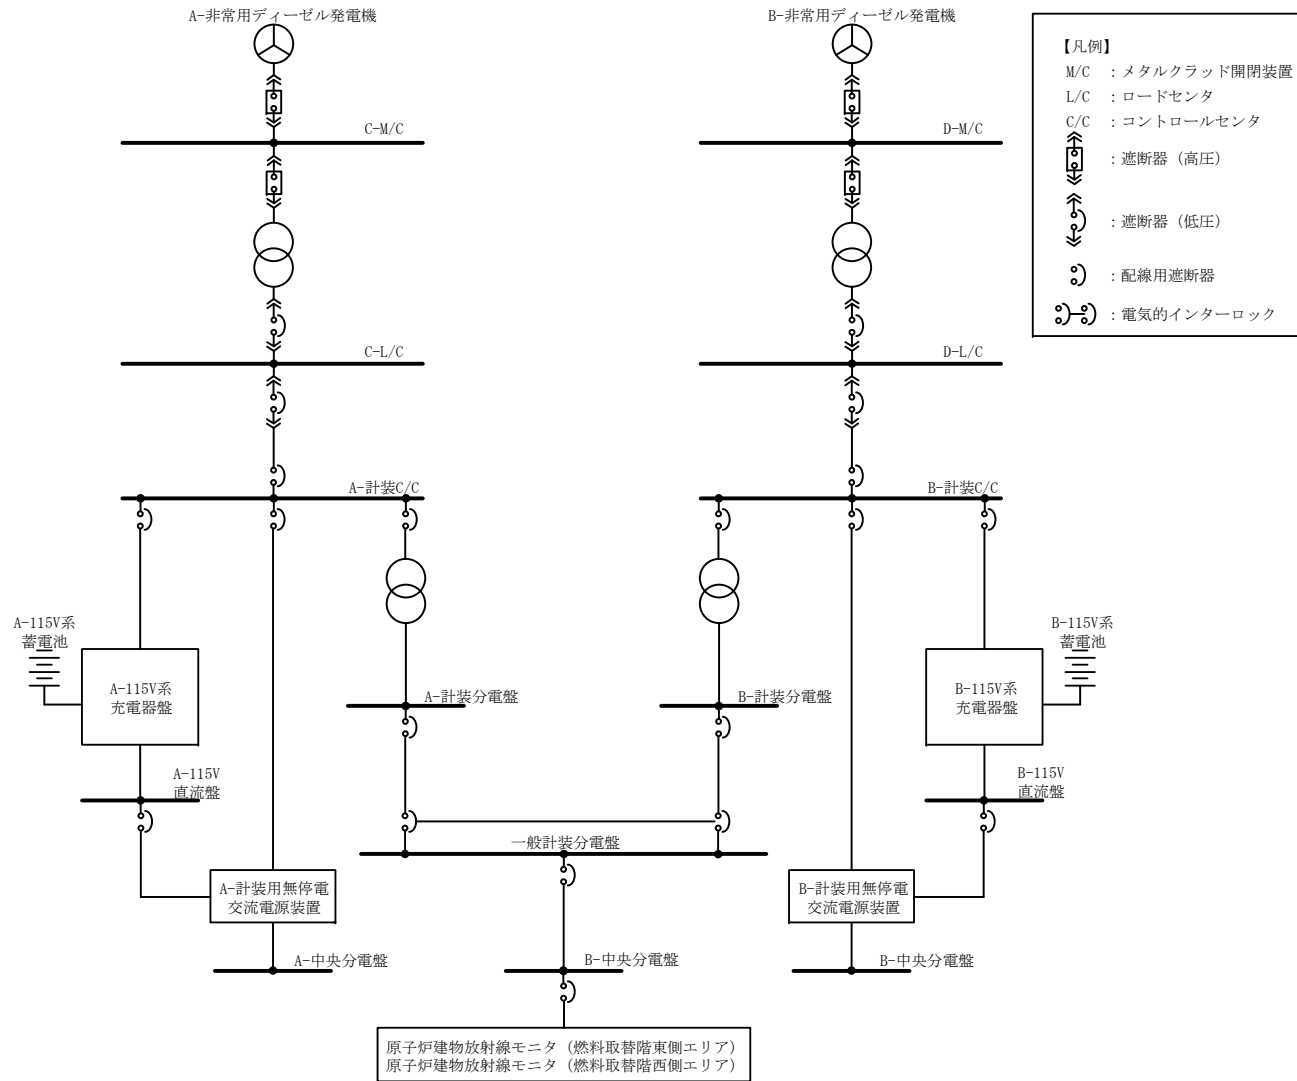 A-非常用ディーゼル発電機
B-非常用ディーゼル発電機
【凡例】
M/C : メタルクラッド開閉装置
L/C : ロードセンタ
C/C : コントロールセンタ
: 遮断器（高圧）
: 遮断器（低圧）
: 配線用遮断器
: 電気的インターロック
C-M/C
D-M/C
C-L/C
D-L/C
A-計装C/C
B-計装C/C
A-115V系
蓄電池
B-115V系
蓄電池
A-115V系
充電器盤
A-計装分電盤
B-計装分電盤
B-115V系
充電器盤
A-115V
直流盤
B-115V
直流盤
一般計装分電盤
A-計装用無停電
交流電源装置
B-計装用無停電
交流電源装置
A-中央分電盤
B-中央分電盤
B-中央分電盤
原子炉建物放射線モニタ（燃料取替階東側エリア）
原子炉建物放射線モニタ（燃料取替階西側エリア）